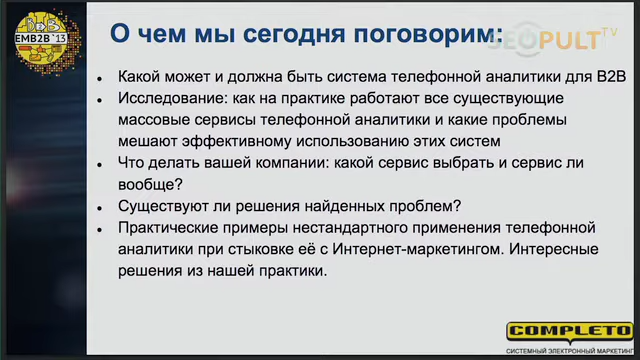 B2B
EMB2B '13
О чем мы сегодня поговорим:
SEOPULT TV
Какой может и должна быть система телефонной аналитики для B2B
Исследование: как на практике работают все существующие
массовые сервисы телефонной аналитики и какие проблемы
мешают эффективному использованию этих систем
Что делать вашей компании: какой сервис выбрать и сервис ли
вообще?
Существуют ли решения найденных проблем?
Практические примеры нестандартного применения телефонной
аналитики при стыковке её с Интернет-маркетингом. Интересные
решения из нашей практики.
COMPLETO
СИСТЕМНЫЙ ЭЛЕКТРОННЫЙ МАРКЕТИНГ